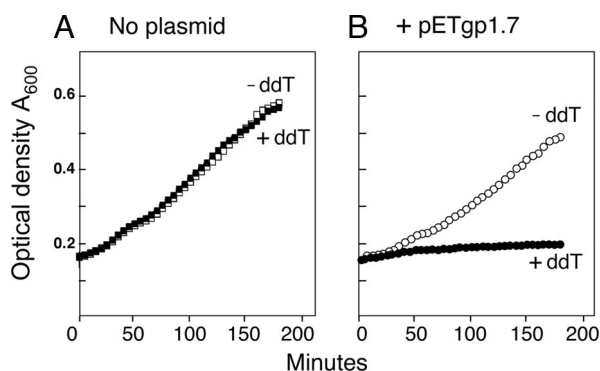 A No plasmid
B + pETgp1.7
Optical density A600
0.6
0.4
0.2
– ddT
+ ddT
– ddT
+ ddT
0 50 100 150 200
0 50 100 150 200
Minutes